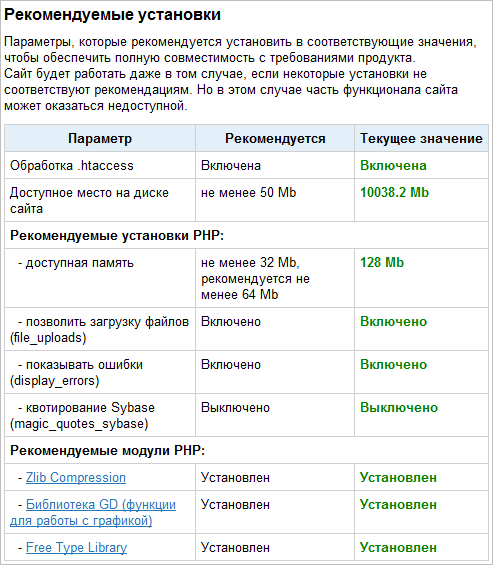 Рекомендуемые установки
Параметры, которые рекомендуется установить в соответствующие значения,
чтобы обеспечить полную совместимость с требованиями продукта.
Сайт будет работать даже в том случае, если некоторые установки не
соответствуют рекомендациям. Но в этом случае часть функционала сайта
может оказаться недоступной.
Параметр Рекомендуется Текущее значение
Обработка .htaccess Включена Включена
Доступное место на диске не менее 50 Mb 10038.2 Mb
сайта
Рекомендуемые установки PHP:
- доступная память не менее 32 Mb, 128 Mb
рекомендуется не
менее 64 Mb
- позволить загрузку файлов Включено Включено
(file_uploads)
- показывать ошибки Включено Включено
(display_errors)
- квотирование Sybase Выключено Выключено
(magic_quotes_sybase)
Рекомендуемые модули PHP:
- Zlib Compression Установлен Установлен
- Библиотека GD (функции Установлен Установлен
для работы с графикой)
- Free Type Library Установлен Установлен